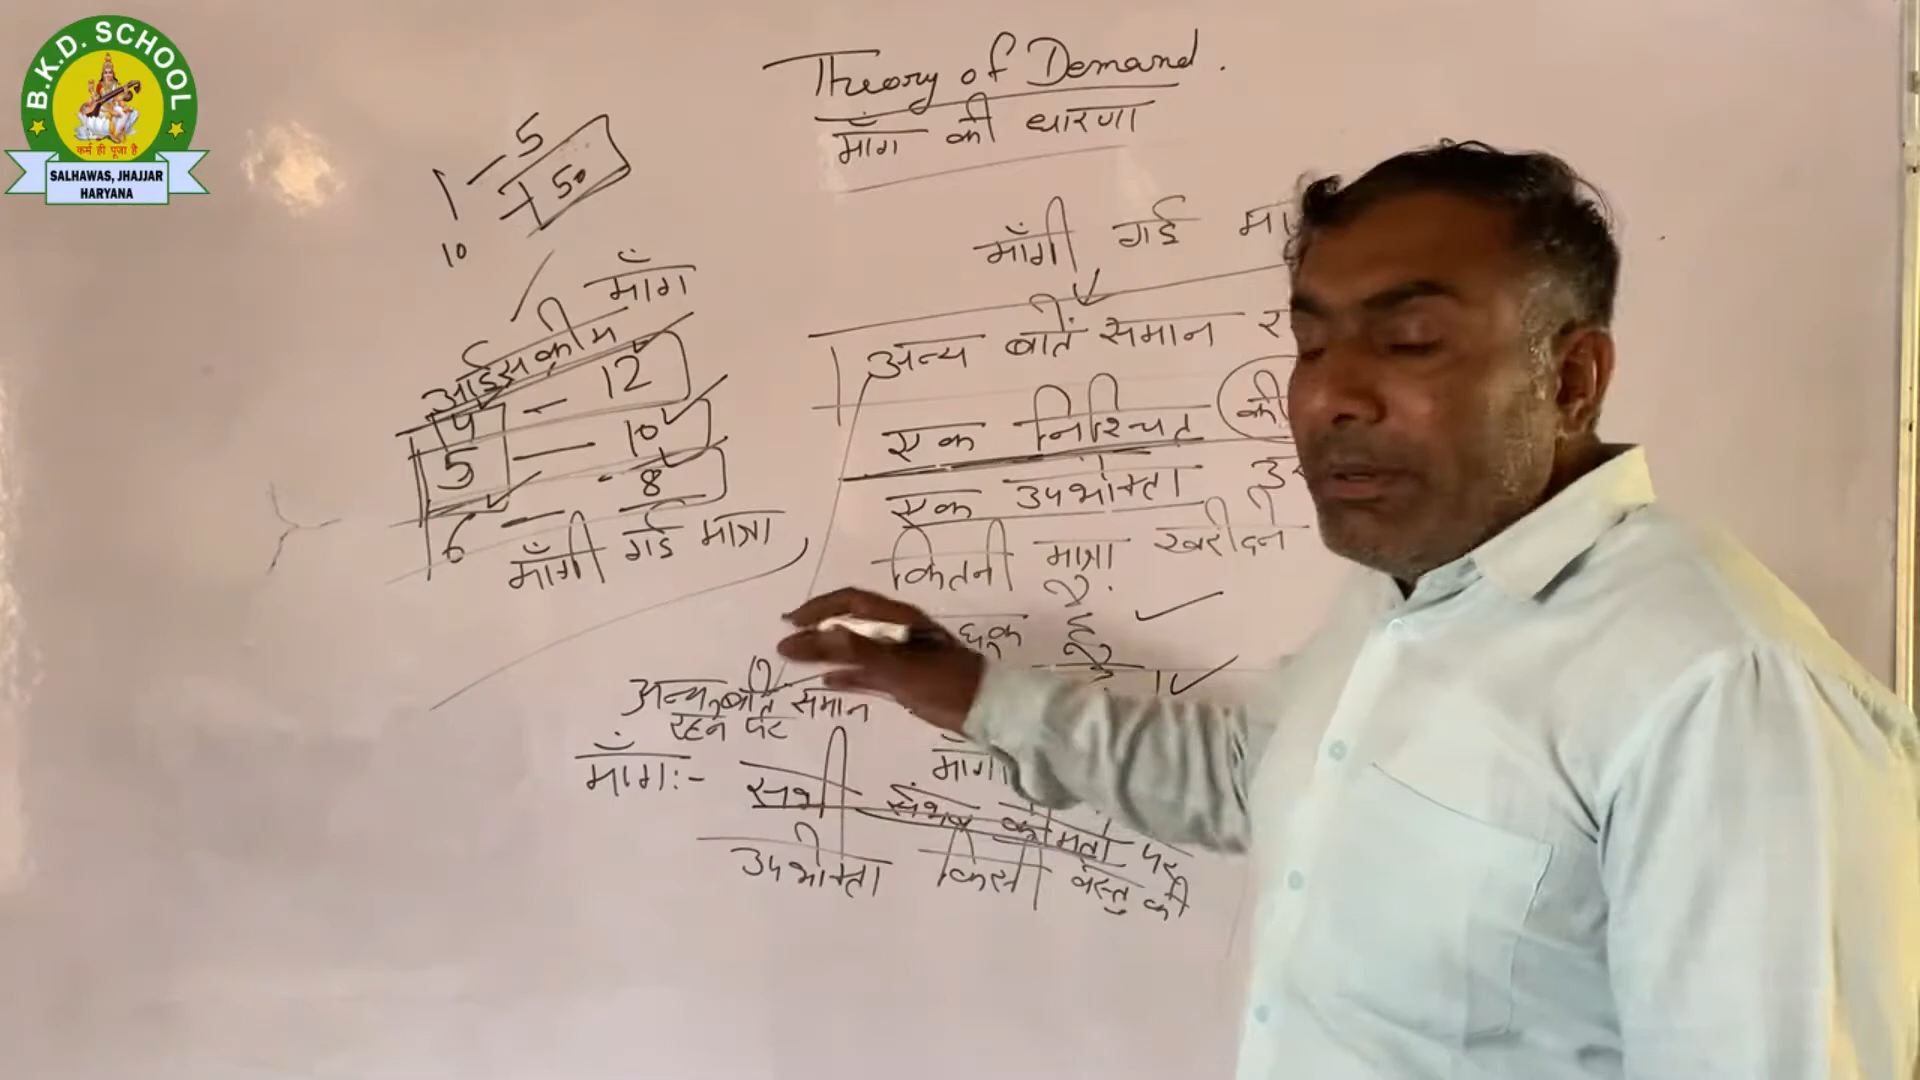 B.K.D. SCHOOL
कर्म ही पूजा है
SALHAWAS, JHAJJAR
HARYANA
Theory of Demand.
माँग की धारणा
1 - 5
50
10
माँग
आईसक्रीम
4 - 12
5 - 10
6 - 8
माँगी गई मात्रा
माँगी गई
अन्य बातें समान
एक निश्चित
एक उपभोक्ता
कितनी मात्रा खरीदने
है
अन्य बातें समान
रहने पर
माँग:- सभी संभव कीमतों पर
उपभोक्ता किसी वस्तु की